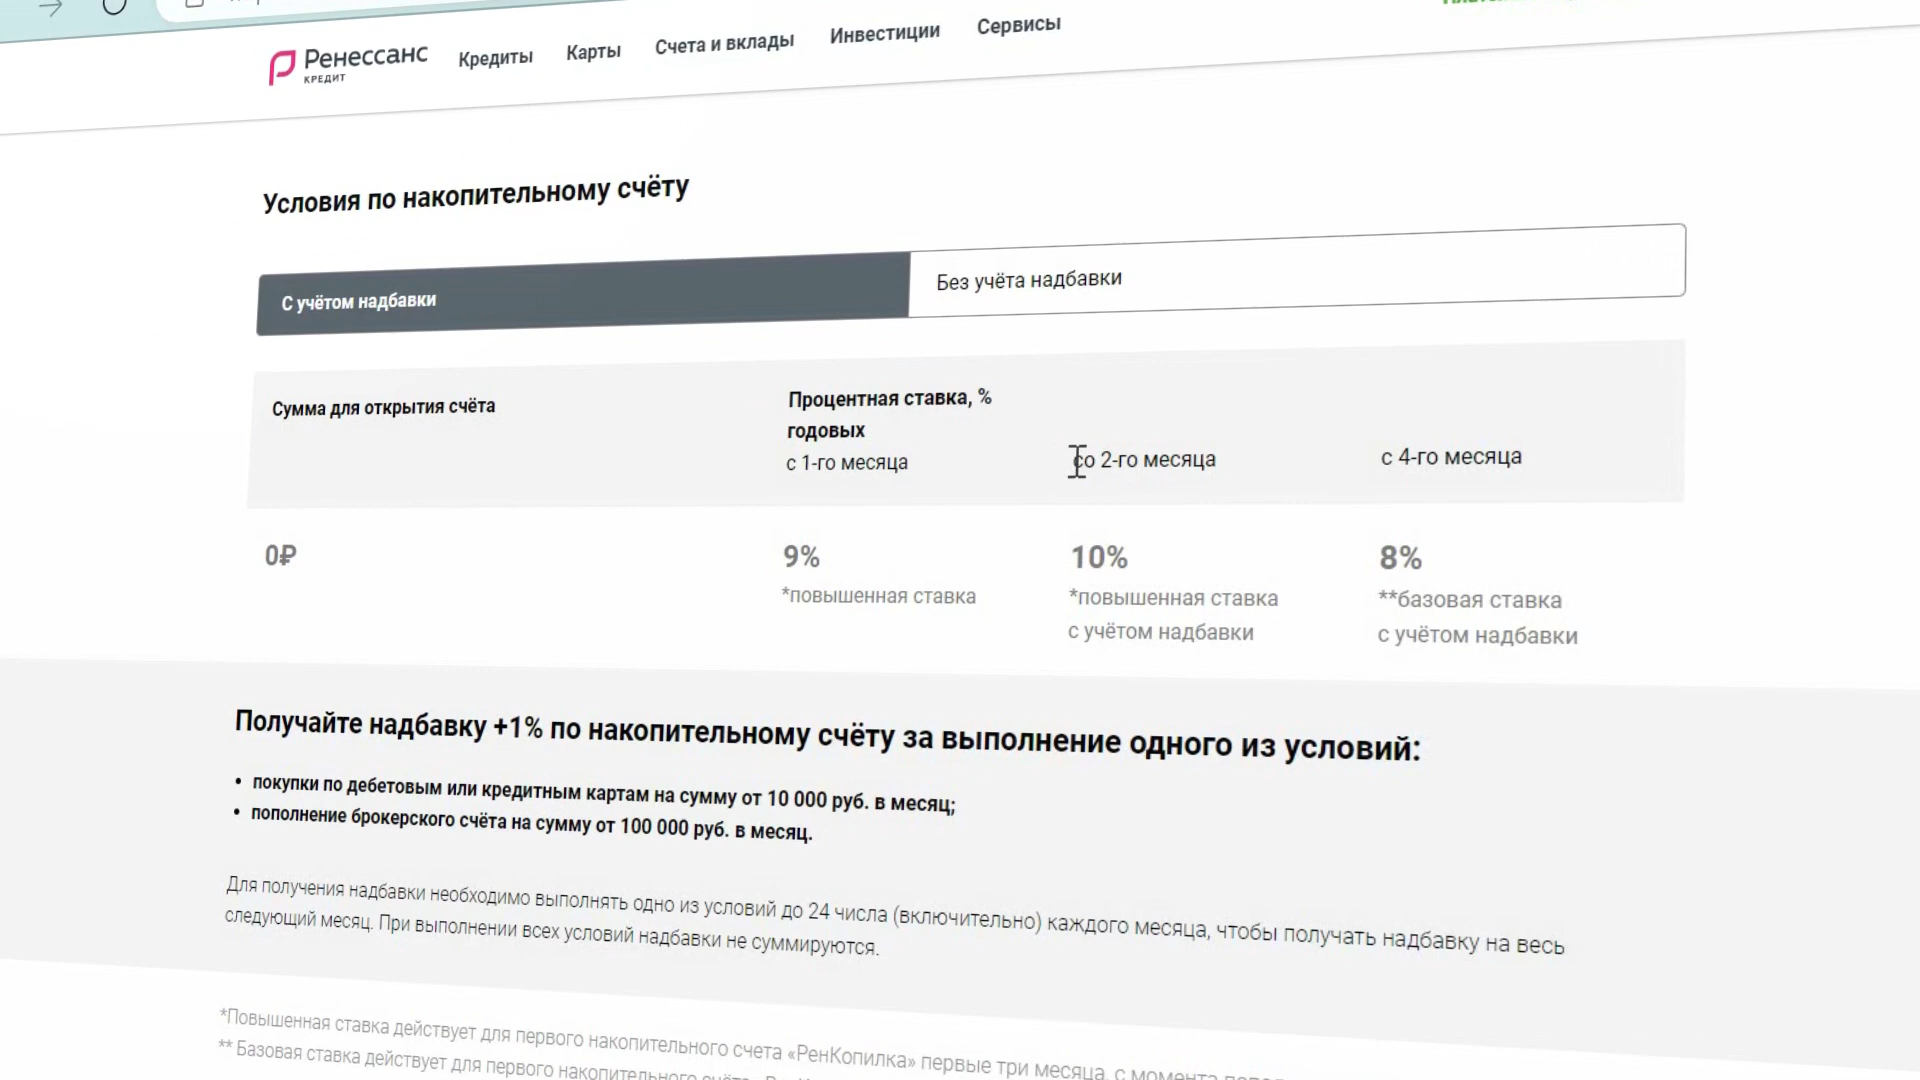 Ренессанс
КРЕДИТ
Кредиты
Карты
Счета и вклады
Инвестиции
Сервисы
Условия по накопительному счёту
С учётом надбавки
Без учёта надбавки
Сумма для открытия счёта
Процентная ставка, %
годовых
с 1-го месяца
со 2-го месяца
с 4-го месяца
0₽
9%
*повышенная ставка
10%
*повышенная ставка
с учётом надбавки
8%
**базовая ставка
с учётом надбавки
Получайте надбавку +1% по накопительному счёту за выполнение одного из условий:
• покупки по дебетовым или кредитным картам на сумму от 10 000 руб. в месяц;
• пополнение брокерского счёта на сумму от 100 000 руб. в месяц.
Для получения надбавки необходимо выполнять одно из условий до 24 числа (включительно) каждого месяца, чтобы получать надбавку на весь
следующий месяц. При выполнении всех условий надбавки не суммируются.
*Повышенная ставка действует для первого накопительного счета «РенКопилка» первые три месяца, с момента
** Базовая ставка действует для первого накопительного счёта